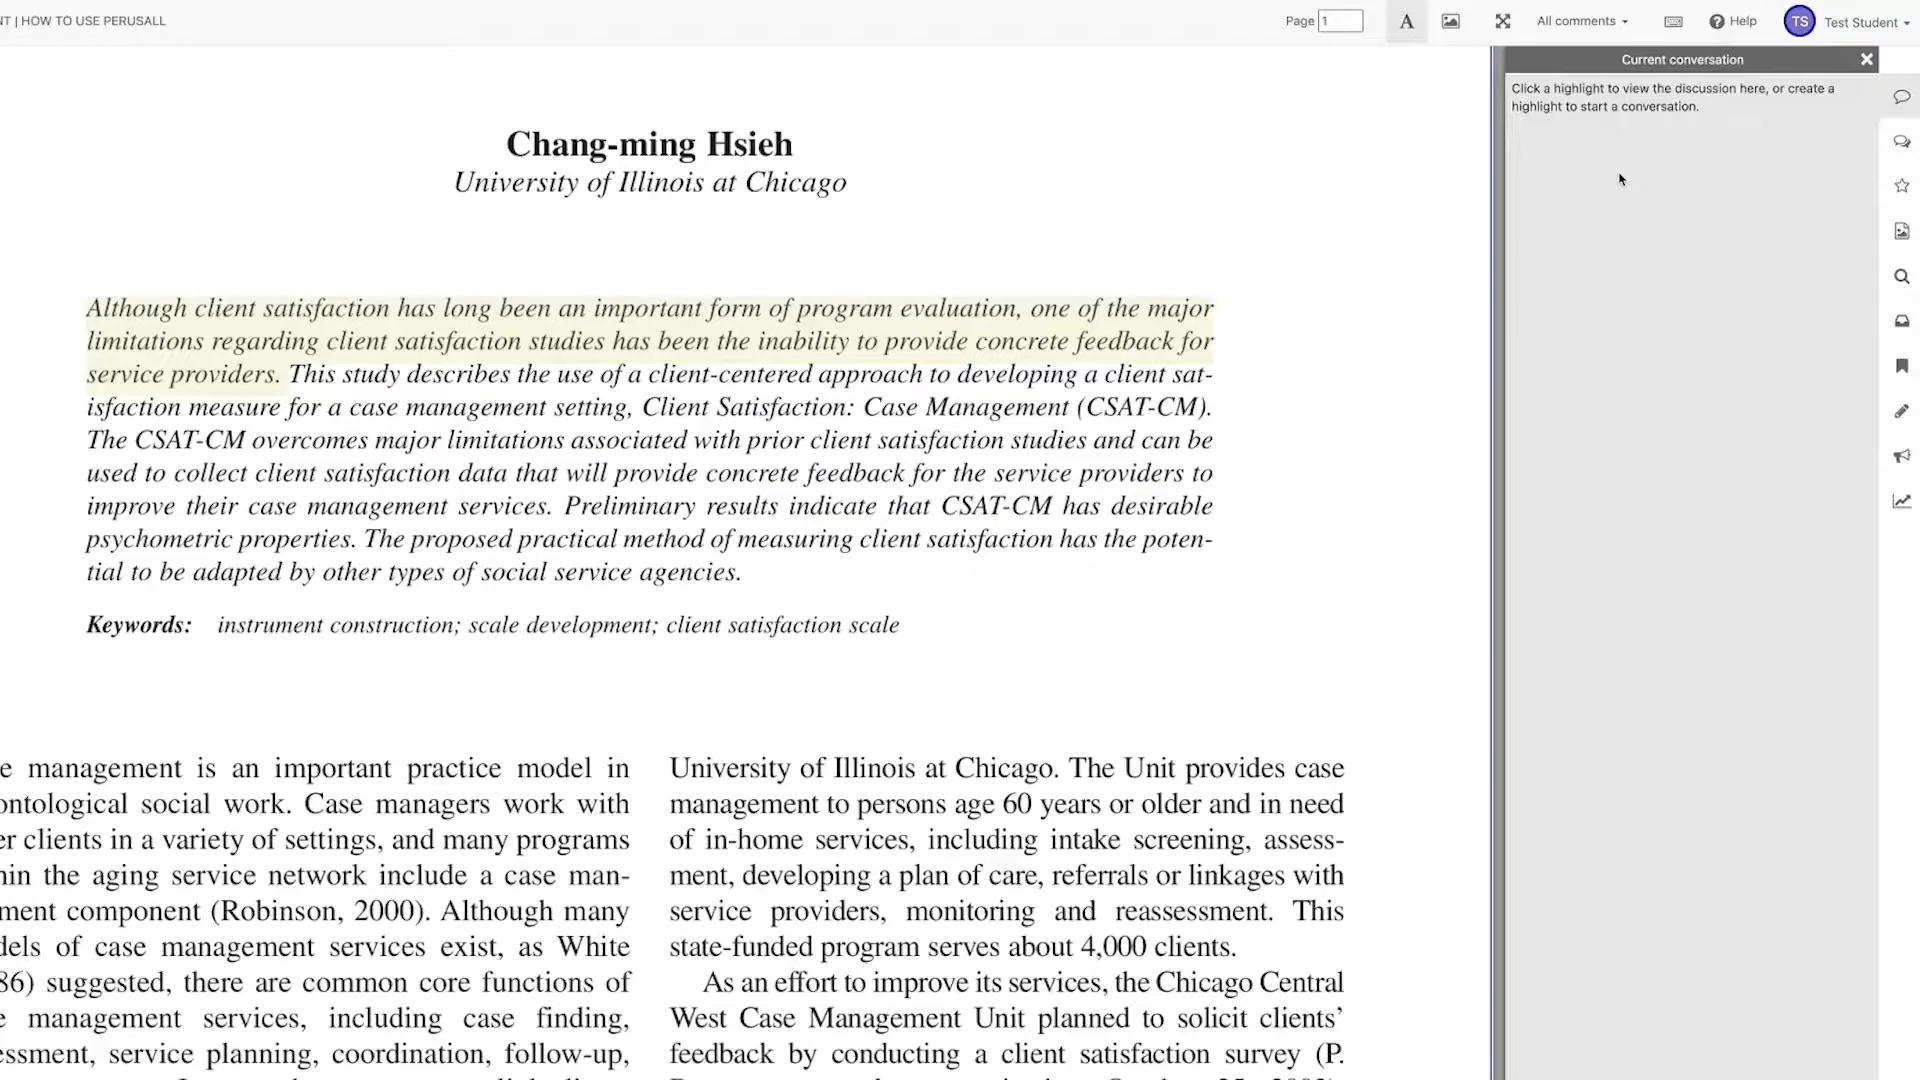 NT | HOW TO USE PERUSALL
Page 1
A
All comments
Help
TS
Test Student
Current conversation
Click a highlight to view the discussion here, or create a
highlight to start a conversation.
Chang-ming Hsieh
University of Illinois at Chicago
Although client satisfaction has long been an important form of program evaluation, one of the major
limitations regarding client satisfaction studies has been the inability to provide concrete feedback for
service providers. This study describes the use of a client-centered approach to developing a client sat-
isfaction measure for a case management setting, Client Satisfaction: Case Management (CSAT-CM).
The CSAT-CM overcomes major limitations associated with prior client satisfaction studies and can be
used to collect client satisfaction data that will provide concrete feedback for the service providers to
improve their case management services. Preliminary results indicate that CSAT-CM has desirable
psychometric properties. The proposed practical method of measuring client satisfaction has the poten-
tial to be adapted by other types of social service agencies.
Keywords: instrument construction; scale development; client satisfaction scale
e management is an important practice model in
ontological social work. Case managers work with
er clients in a variety of settings, and many programs
hin the aging service network include a case man-
ment component (Robinson, 2000). Although many
dels of case management services exist, as White
86) suggested, there are common core functions of
e management services, including case finding,
essment, service planning, coordination, follow-up,
University of Illinois at Chicago. The Unit provides case
management to persons age 60 years or older and in need
of in-home services, including intake screening, assess-
ment, developing a plan of care, referrals or linkages with
service providers, monitoring and reassessment. This
state-funded program serves about 4,000 clients.
As an effort to improve its services, the Chicago Central
West Case Management Unit planned to solicit clients'
feedback by conducting a client satisfaction survey (P.